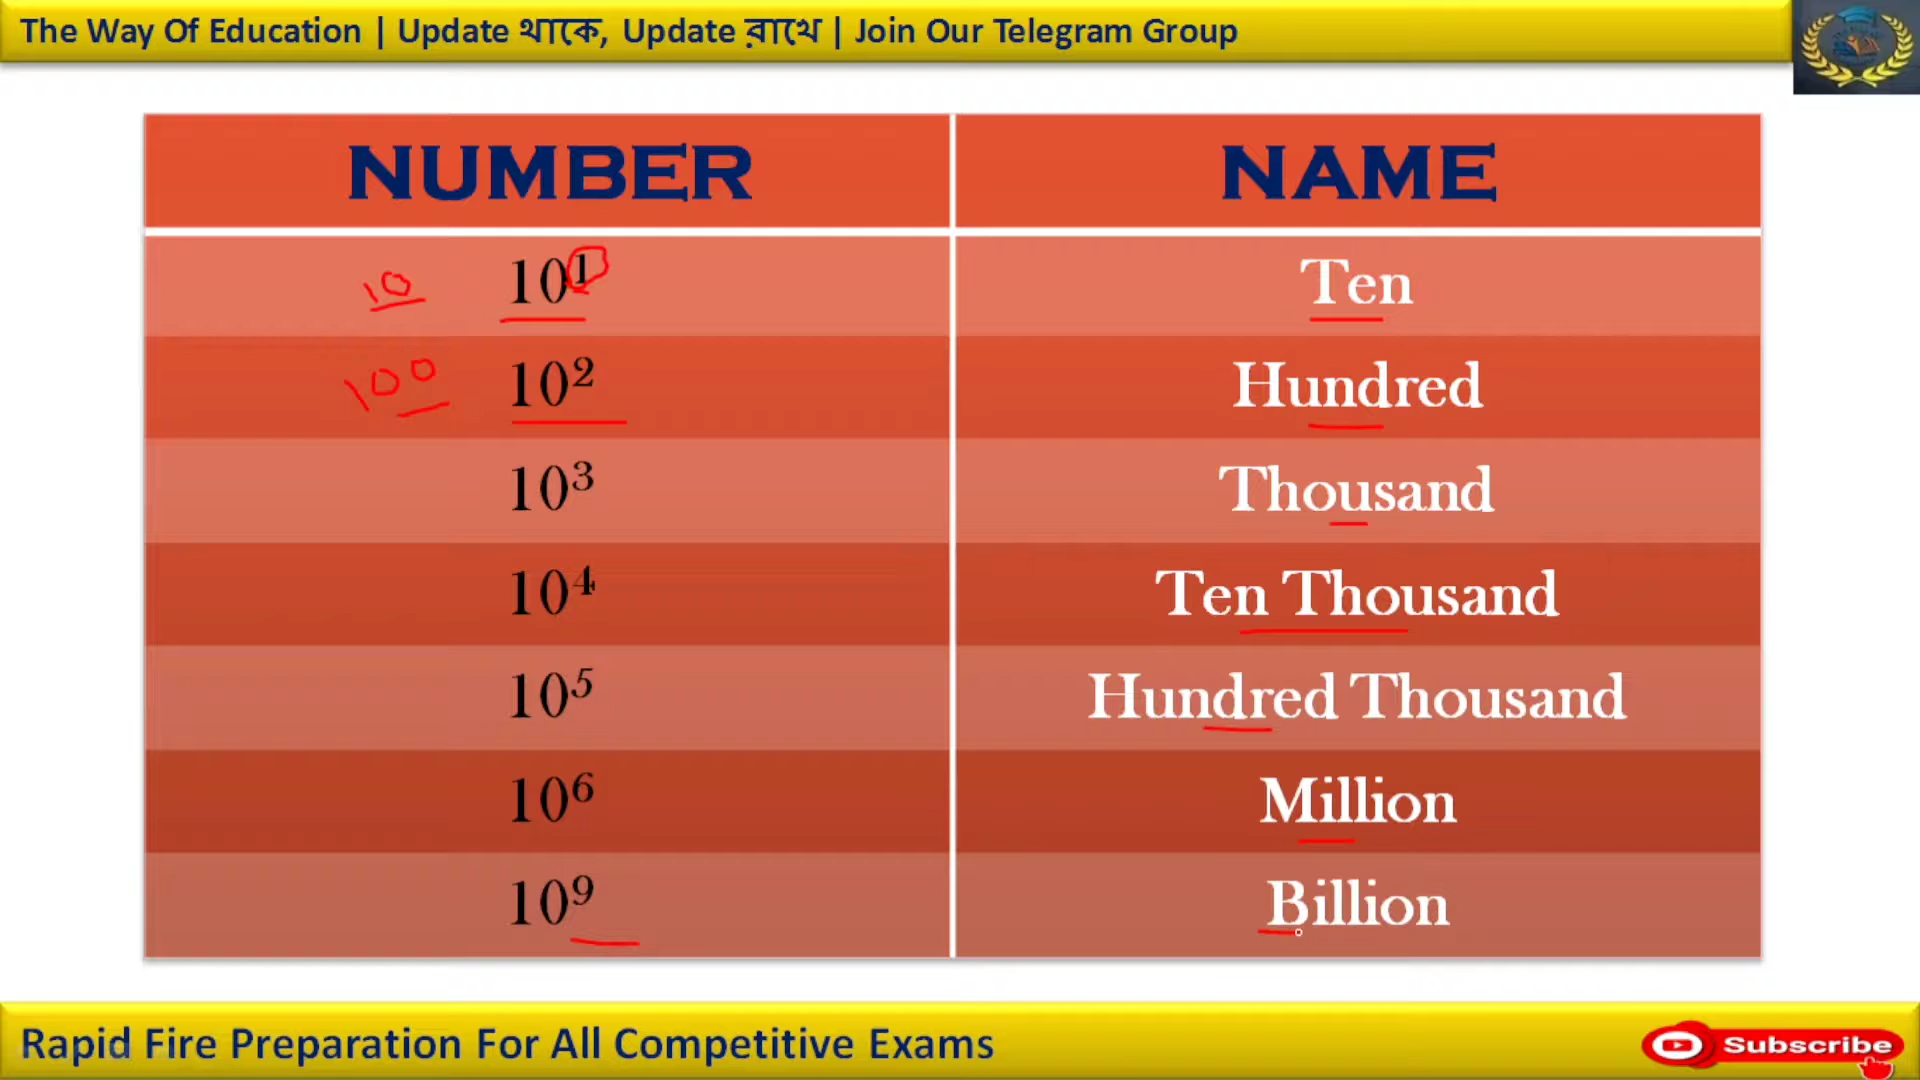 The Way Of Education | Update থাকে, Update রাখে | Join Our Telegram Group
NUMBER NAME
10 10¹ Ten
100 10² Hundred
10³ Thousand
10⁴ Ten Thousand
10⁵ Hundred Thousand
10⁶ Million
10⁹ Billion
Rapid Fire Preparation For All Competitive Exams
Subscribe